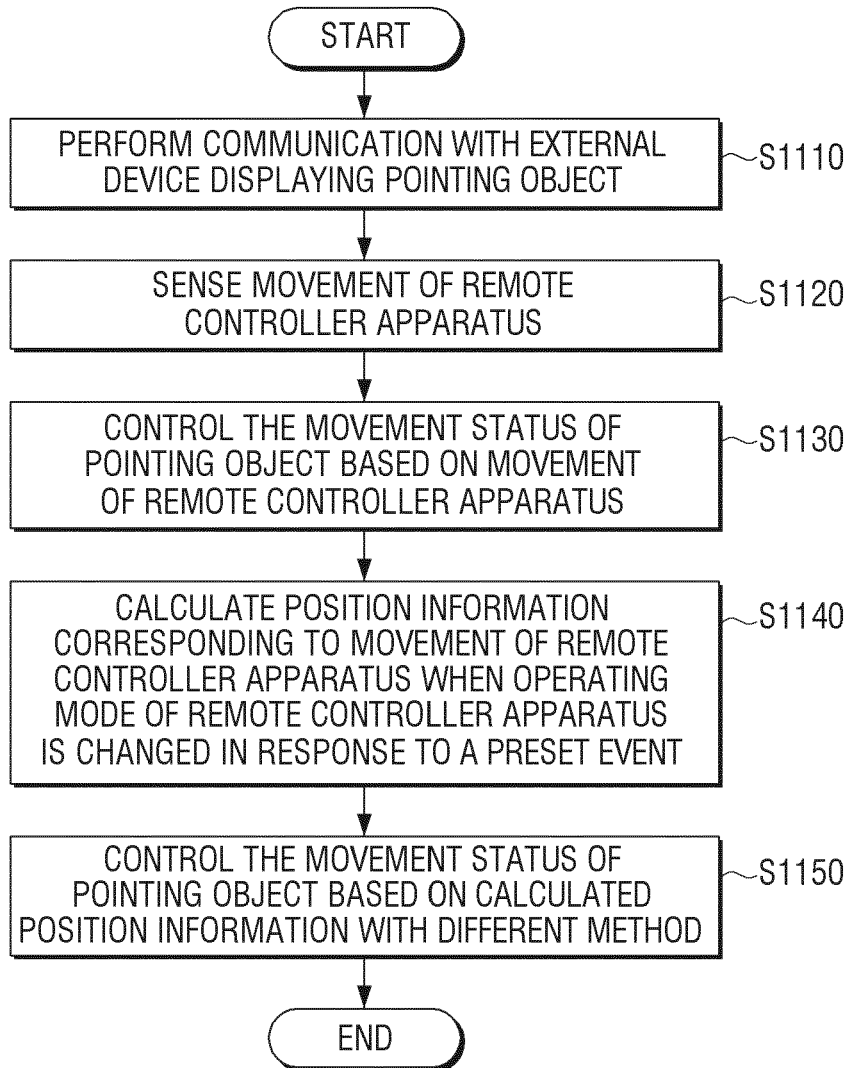 START
PERFORM COMMUNICATION WITH EXTERNAL
DEVICE DISPLAYING POINTING OBJECT
S1110
SENSE MOVEMENT OF REMOTE
CONTROLLER APPARATUS
S1120
CONTROL THE MOVEMENT STATUS OF
POINTING OBJECT BASED ON MOVEMENT
OF REMOTE CONTROLLER APPARATUS
S1130
CALCULATE POSITION INFORMATION
CORRESPONDING TO MOVEMENT OF REMOTE
CONTROLLER APPARATUS WHEN OPERATING
MODE OF REMOTE CONTROLLER APPARATUS
IS CHANGED IN RESPONSE TO A PRESET EVENT
S1140
CONTROL THE MOVEMENT STATUS OF
POINTING OBJECT BASED ON CALCULATED
POSITION INFORMATION WITH DIFFERENT METHOD
S1150
END